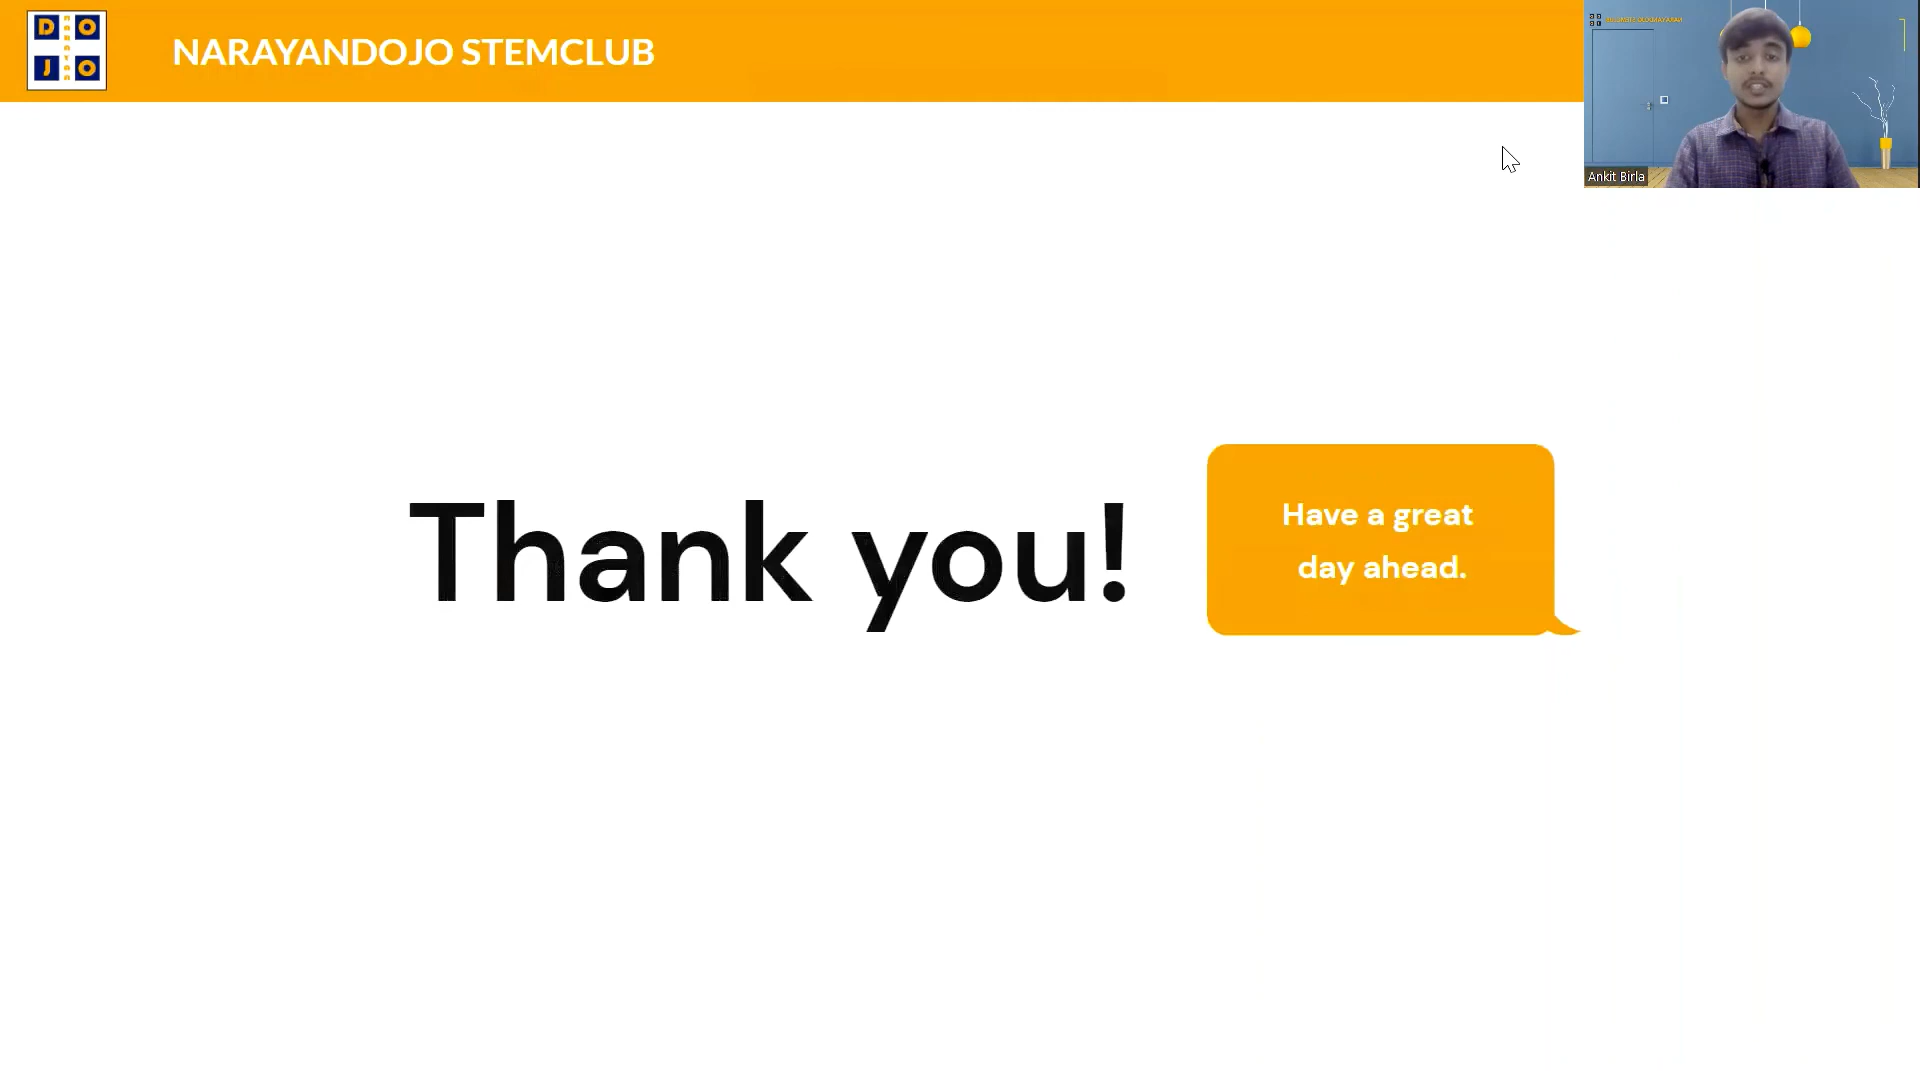 D O
J O
NARAYANDOJO STEMCLUB
Ankit Birla
Thank you!
Have a great
day ahead.